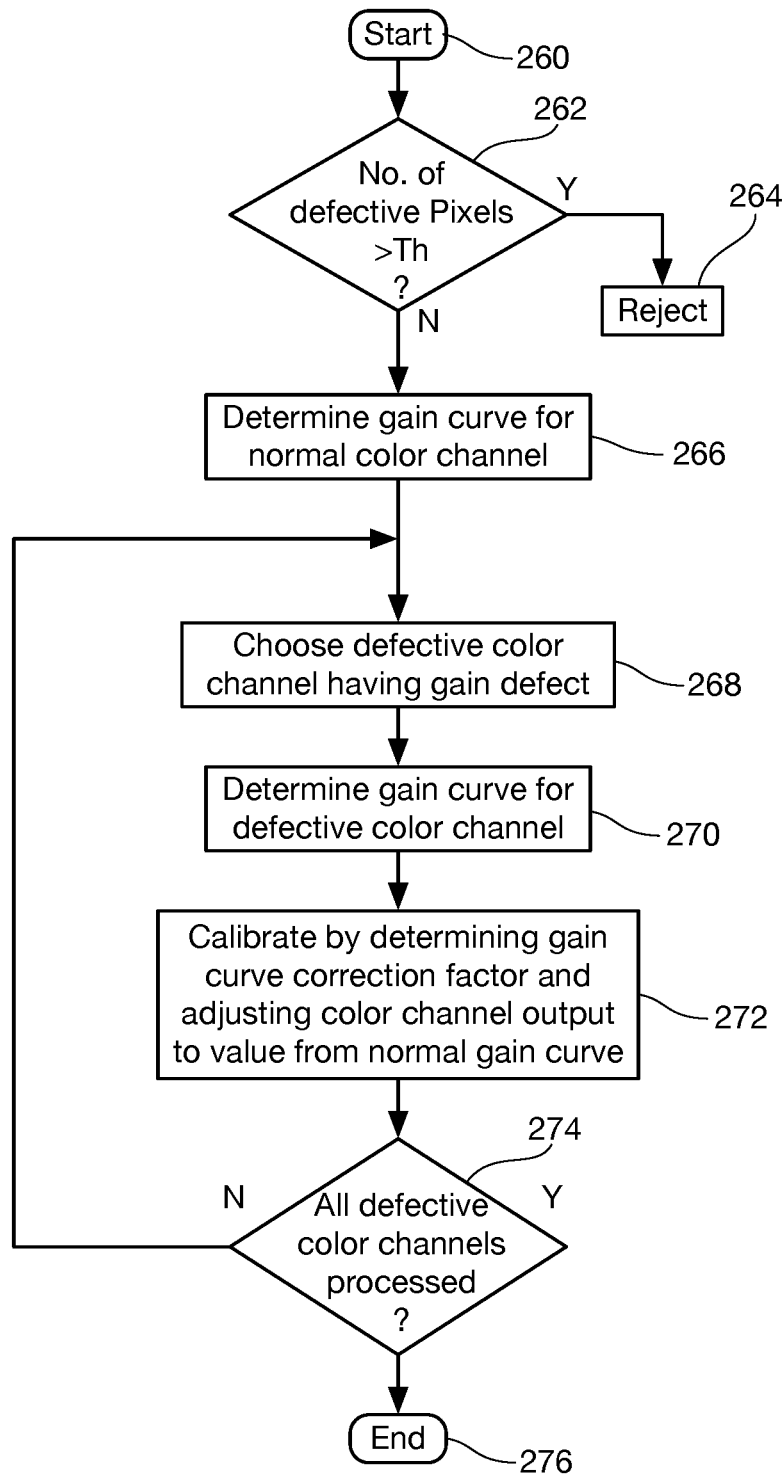 Start
260
262
No. of
defective Pixels
>Th
?
Y
264
Reject
N
Determine gain curve for
normal color channel
266
Choose defective color
channel having gain defect
268
Determine gain curve for
defective color channel
270
Calibrate by determining gain
curve correction factor and
adjusting color channel output
to value from normal gain curve
272
274
N
Y
All defective
color channels
processed
?
End
276